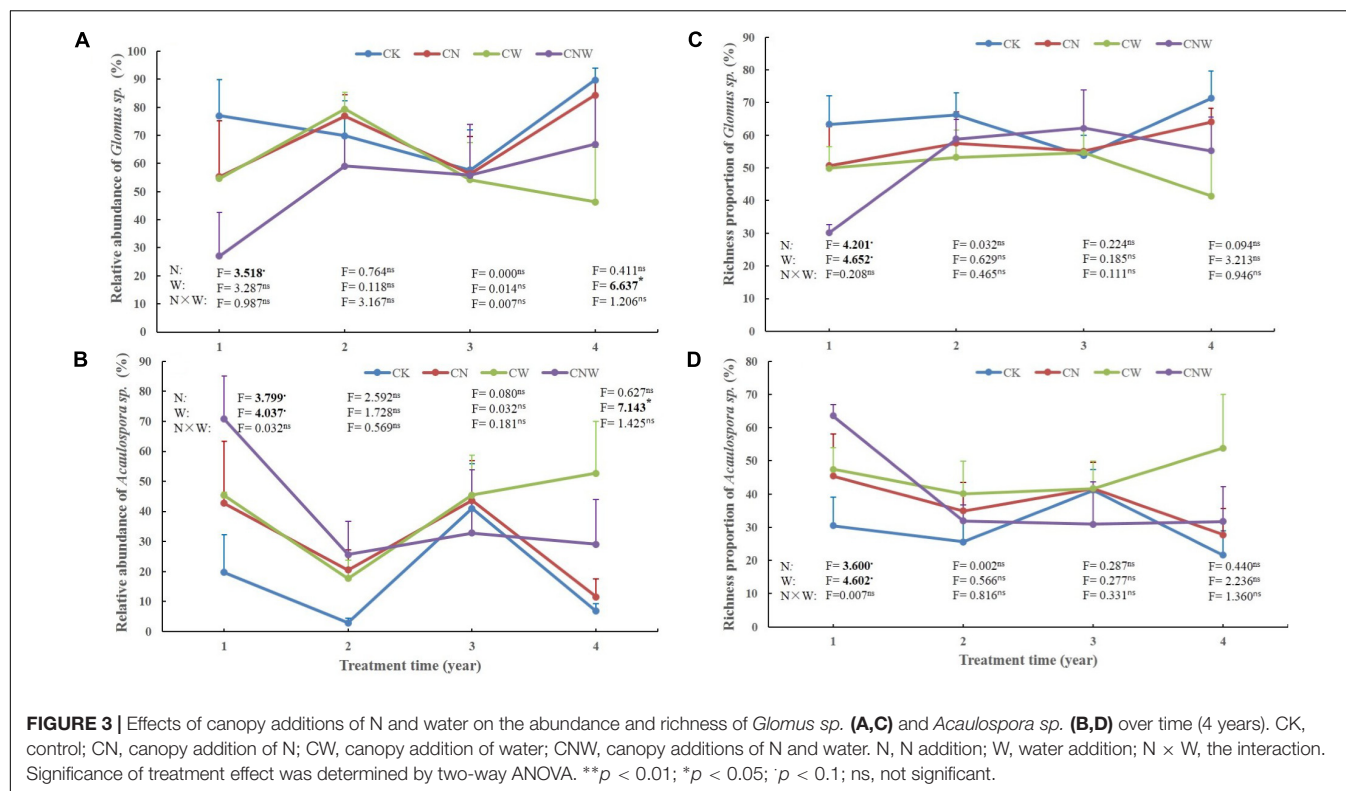 A
CK CN CW CNW
Relative abundance of Glomus sp. (%)
100
90
80
70
60
50
40
30
20
10
0
N: F= 3.518· F= 0.764ns F= 0.000ns F= 0.411ns
W: F= 3.287ns F= 0.118ns F= 0.014ns F= 6.637*
N×W: F= 0.987ns F= 3.167ns F= 0.007ns F= 1.206ns
1 2 3 4
C
CK CN CW CNW
Richness proportion of Glomus sp. (%)
90
80
70
60
50
40
30
20
10
0
N: F= 4.201· F= 0.032ns F= 0.224ns F= 0.094ns
W: F= 4.652· F= 0.629ns F= 0.185ns F= 3.213ns
N×W: F=0.208ns F= 0.465ns F= 0.111ns F= 0.946ns
1 2 3 4
B
CK CN CW CNW
Relative abundance of Acaulospora sp. (%)
90
80
70
60
50
40
30
20
10
0
N: F= 3.799· F= 2.592ns F= 0.080ns F= 0.627ns
W: F= 4.037· F= 1.728ns F= 0.032ns F= 7.143*
N×W: F= 0.032ns F= 0.569ns F= 0.181ns F= 1.425ns
1 2 3 4
Treatment time (year)
D
CK CN CW CNW
Richness proportion of Acaulospora sp. (%)
80
70
60
50
40
30
20
10
0
N: F= 3.600· F= 0.002ns F= 0.287ns F= 0.440ns
W: F= 4.602· F= 0.566ns F= 0.277ns F= 2.236ns
N×W: F=0.007ns F= 0.816ns F= 0.331ns F= 1.360ns
1 2 3 4
Treatment time (year)
FIGURE 3 | Effects of canopy additions of N and water on the abundance and richness of Glomus sp. (A,C) and Acaulospora sp. (B,D) over time (4 years). CK,
control; CN, canopy addition of N; CW, canopy addition of water; CNW, canopy additions of N and water. N, N addition; W, water addition; N × W, the interaction.
Significance of treatment effect was determined by two-way ANOVA. **p < 0.01; *p < 0.05; ·p < 0.1; ns, not significant.